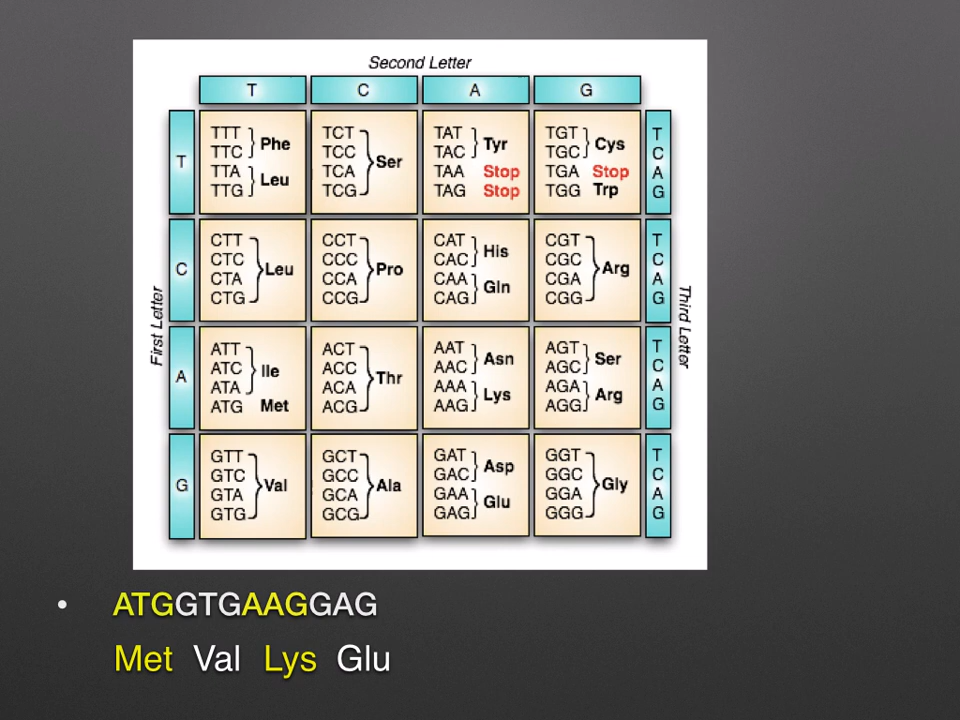 Second Letter
T C A G
T
TTT
TTC
Phe
TTA
TTG
Leu
TCT
TCC
TCA
TCG
Ser
TAT
TAC
Tyr
TAA Stop
TAG Stop
TGT
TGC
Cys
TGA Stop
TGG Trp
T
C
A
G
C
CTT
CTC
CTA
CTG
Leu
CCT
CCC
CCA
CCG
Pro
CAT
CAC
His
CAA
CAG
Gln
CGT
CGC
CGA
CGG
Arg
T
C
A
G
A
ATT
ATC
ATA
Ile
ATG Met
ACT
ACC
ACA
ACG
Thr
AAT
AAC
Asn
AAA
AAG
Lys
AGT
AGC
Ser
AGA
AGG
Arg
T
C
A
G
G
GTT
GTC
GTA
GTG
Val
GCT
GCC
GCA
GCG
Ala
GAT
GAC
Asp
GAA
GAG
Glu
GGT
GGC
GGA
GGG
Gly
T
C
A
G
First Letter
Third Letter
• ATGGTGAAGGAG
Met Val Lys Glu